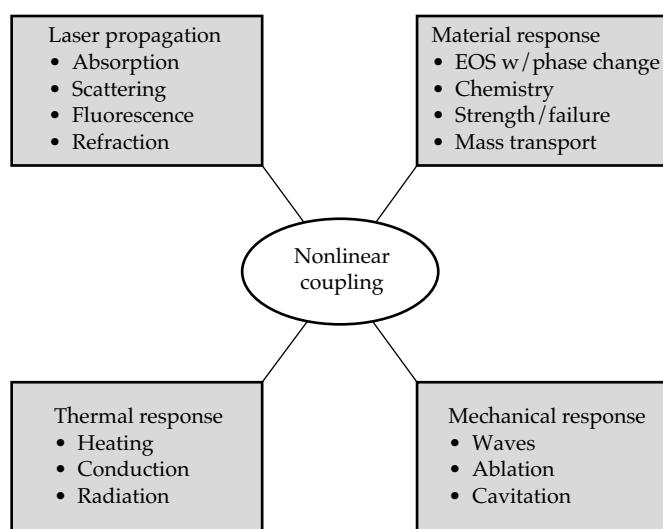 Laser propagation
• Absorption
• Scattering
• Fluorescence
• Refraction
Material response
• EOS w/phase change
• Chemistry
• Strength/failure
• Mass transport
Nonlinear
coupling
Thermal response
• Heating
• Conduction
• Radiation
Mechanical response
• Waves
• Ablation
• Cavitation